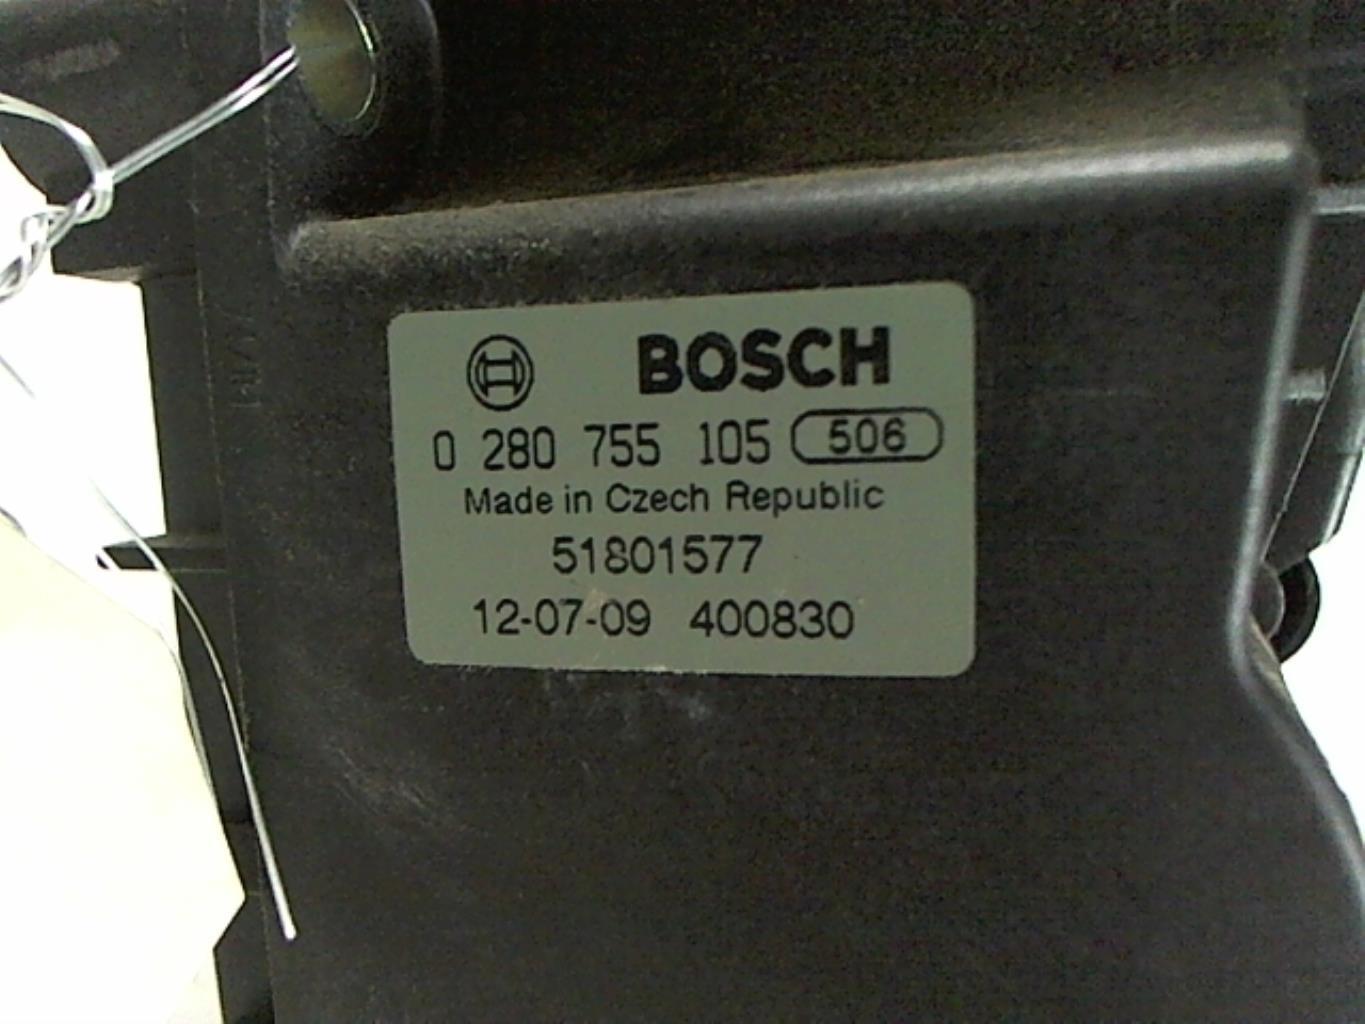 BOSCH
0 280 755 105 506
Made in Czech Republic
51801577
12-07-09 400830